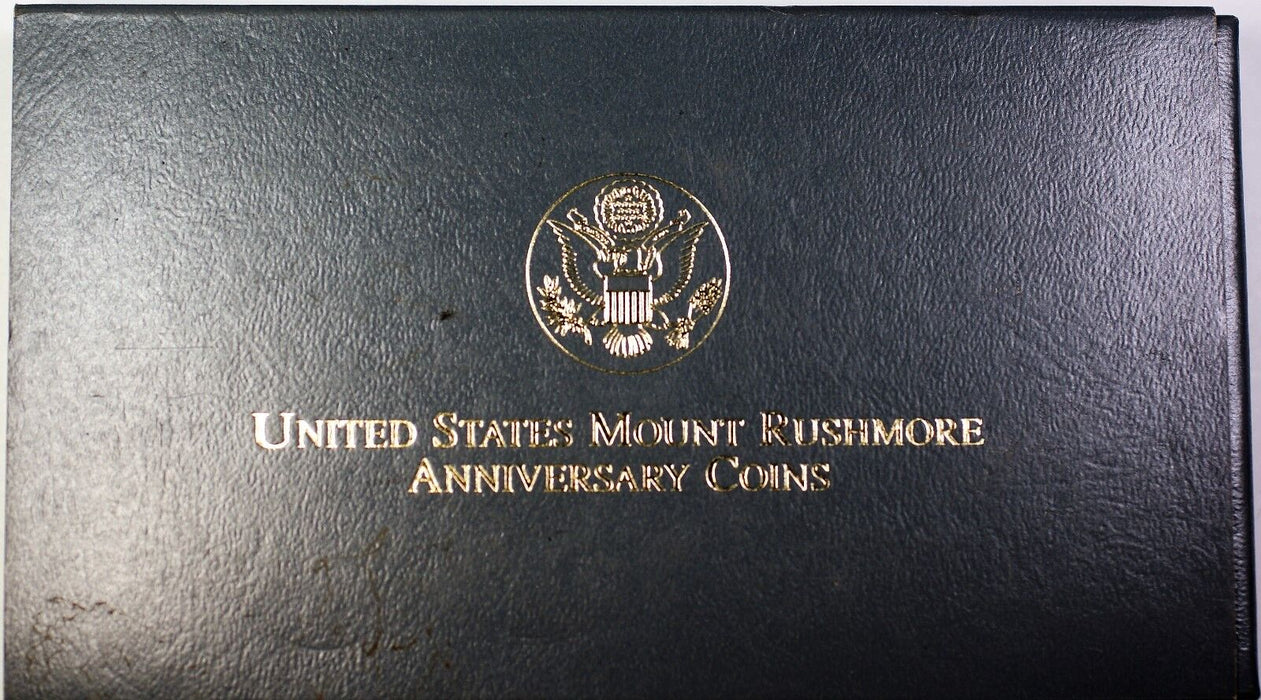 United States Mount Rushmore
Anniversary Coins